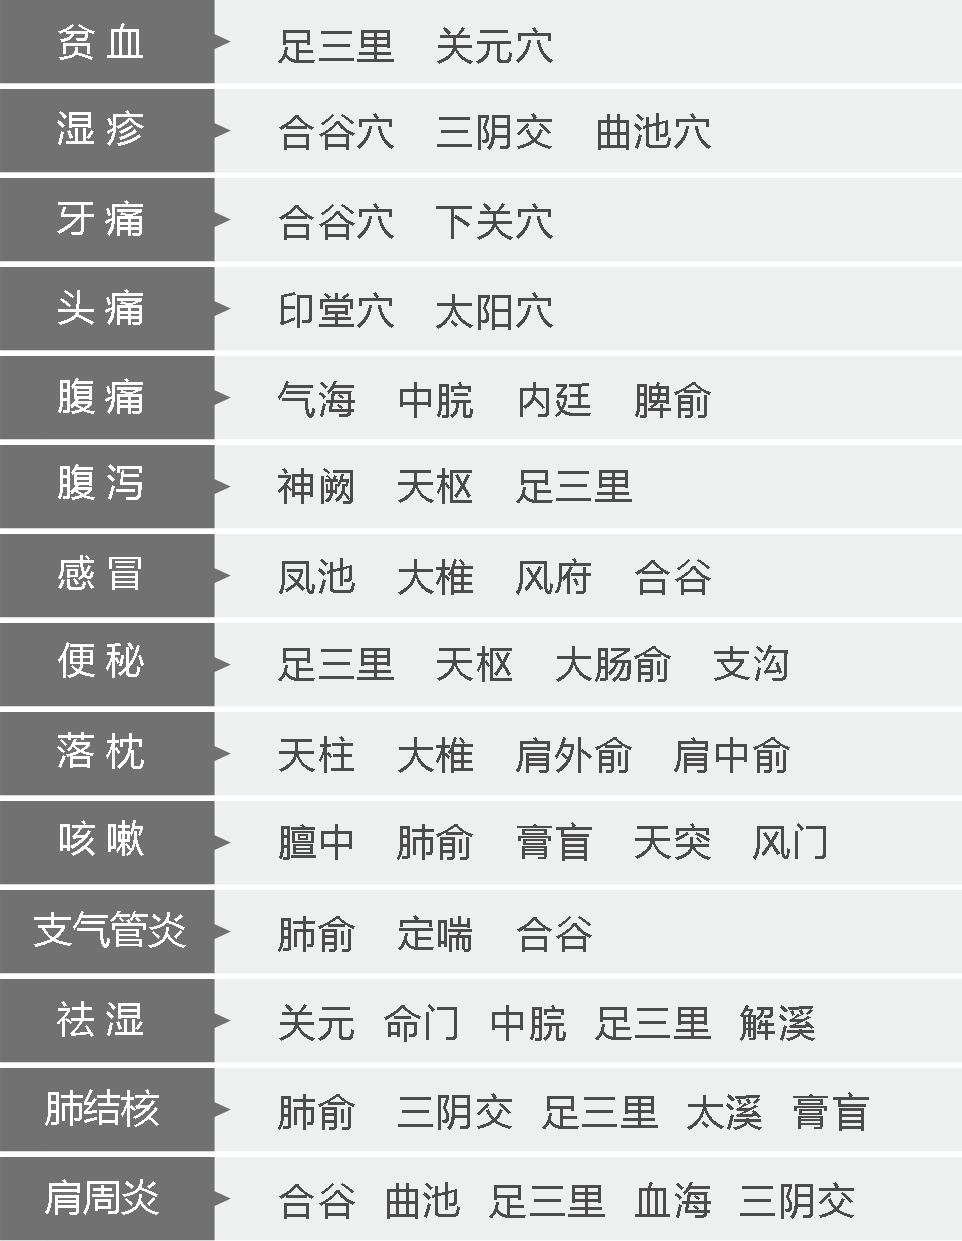 贫血 足三里 关元穴
湿疹 合谷穴 三阴交 曲池穴
牙痛 合谷穴 下关穴
头痛 印堂穴 太阳穴
腹痛 气海 中脘 内廷 脾俞
腹泻 神阙 天枢 足三里
感冒 凤池 大椎 风府 合谷
便秘 足三里 天枢 大肠俞 支沟
落枕 天柱 大椎 肩外俞 肩中俞
咳嗽 膻中 肺俞 膏盲 天突 风门
支气管炎 肺俞 定喘 合谷
祛湿 关元 命门 中脘 足三里 解溪
肺结核 肺俞 三阴交 足三里 太溪 膏盲
肩周炎 合谷 曲池 足三里 血海 三阴交